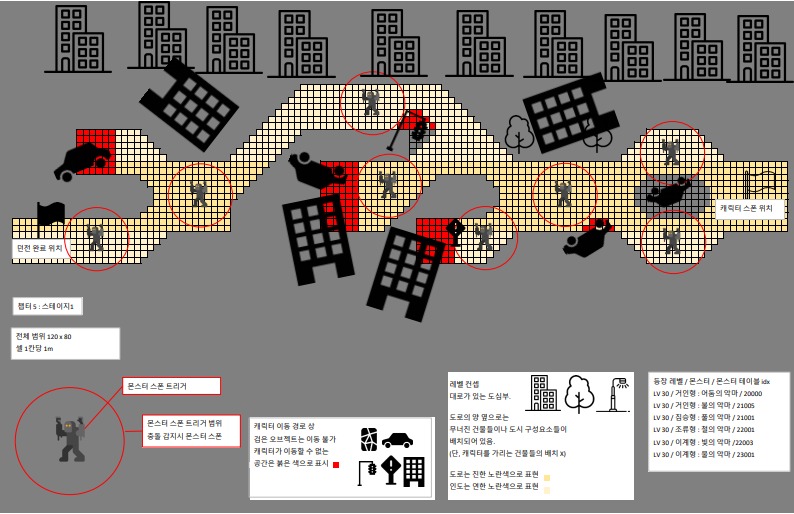 캐릭터 스폰 위치
던전 완료 위치
챕터 5 : 스테이지1
전체 범위 120 x 80
셀 1칸당 1m
몬스터 스폰 트리거
몬스터 스폰 트리거 범위
충돌 감지시 몬스터 스폰
캐릭터 이동 경로 상
검은 오브젝트는 이동 불가
캐릭터가 이동할 수 없는
공간은 붉은 색으로 표시
레벨 컨셉
대로가 있는 도심부.
도로의 양 옆으로는
무너진 건물들이나 도시 구성요소들이
배치되어 있음.
(단, 캐릭터를 가리는 건물들의 배치 X)
도로는 진한 노란색으로 표현
인도는 연한 노란색으로 표현
등장 레벨 / 몬스터 / 몬스터 테이블 idx
LV 30 / 거인형 : 어둠의 악마 / 20000
LV 30 / 거인형 : 불의 악마 / 21005
LV 30 / 짐승형 : 불의 악마 / 21001
LV 30 / 조류형 : 철의 악마 / 22001
LV 30 / 이계형 : 빛의 악마 /22003
LV 30 / 이계형 : 물의 악마 / 23001